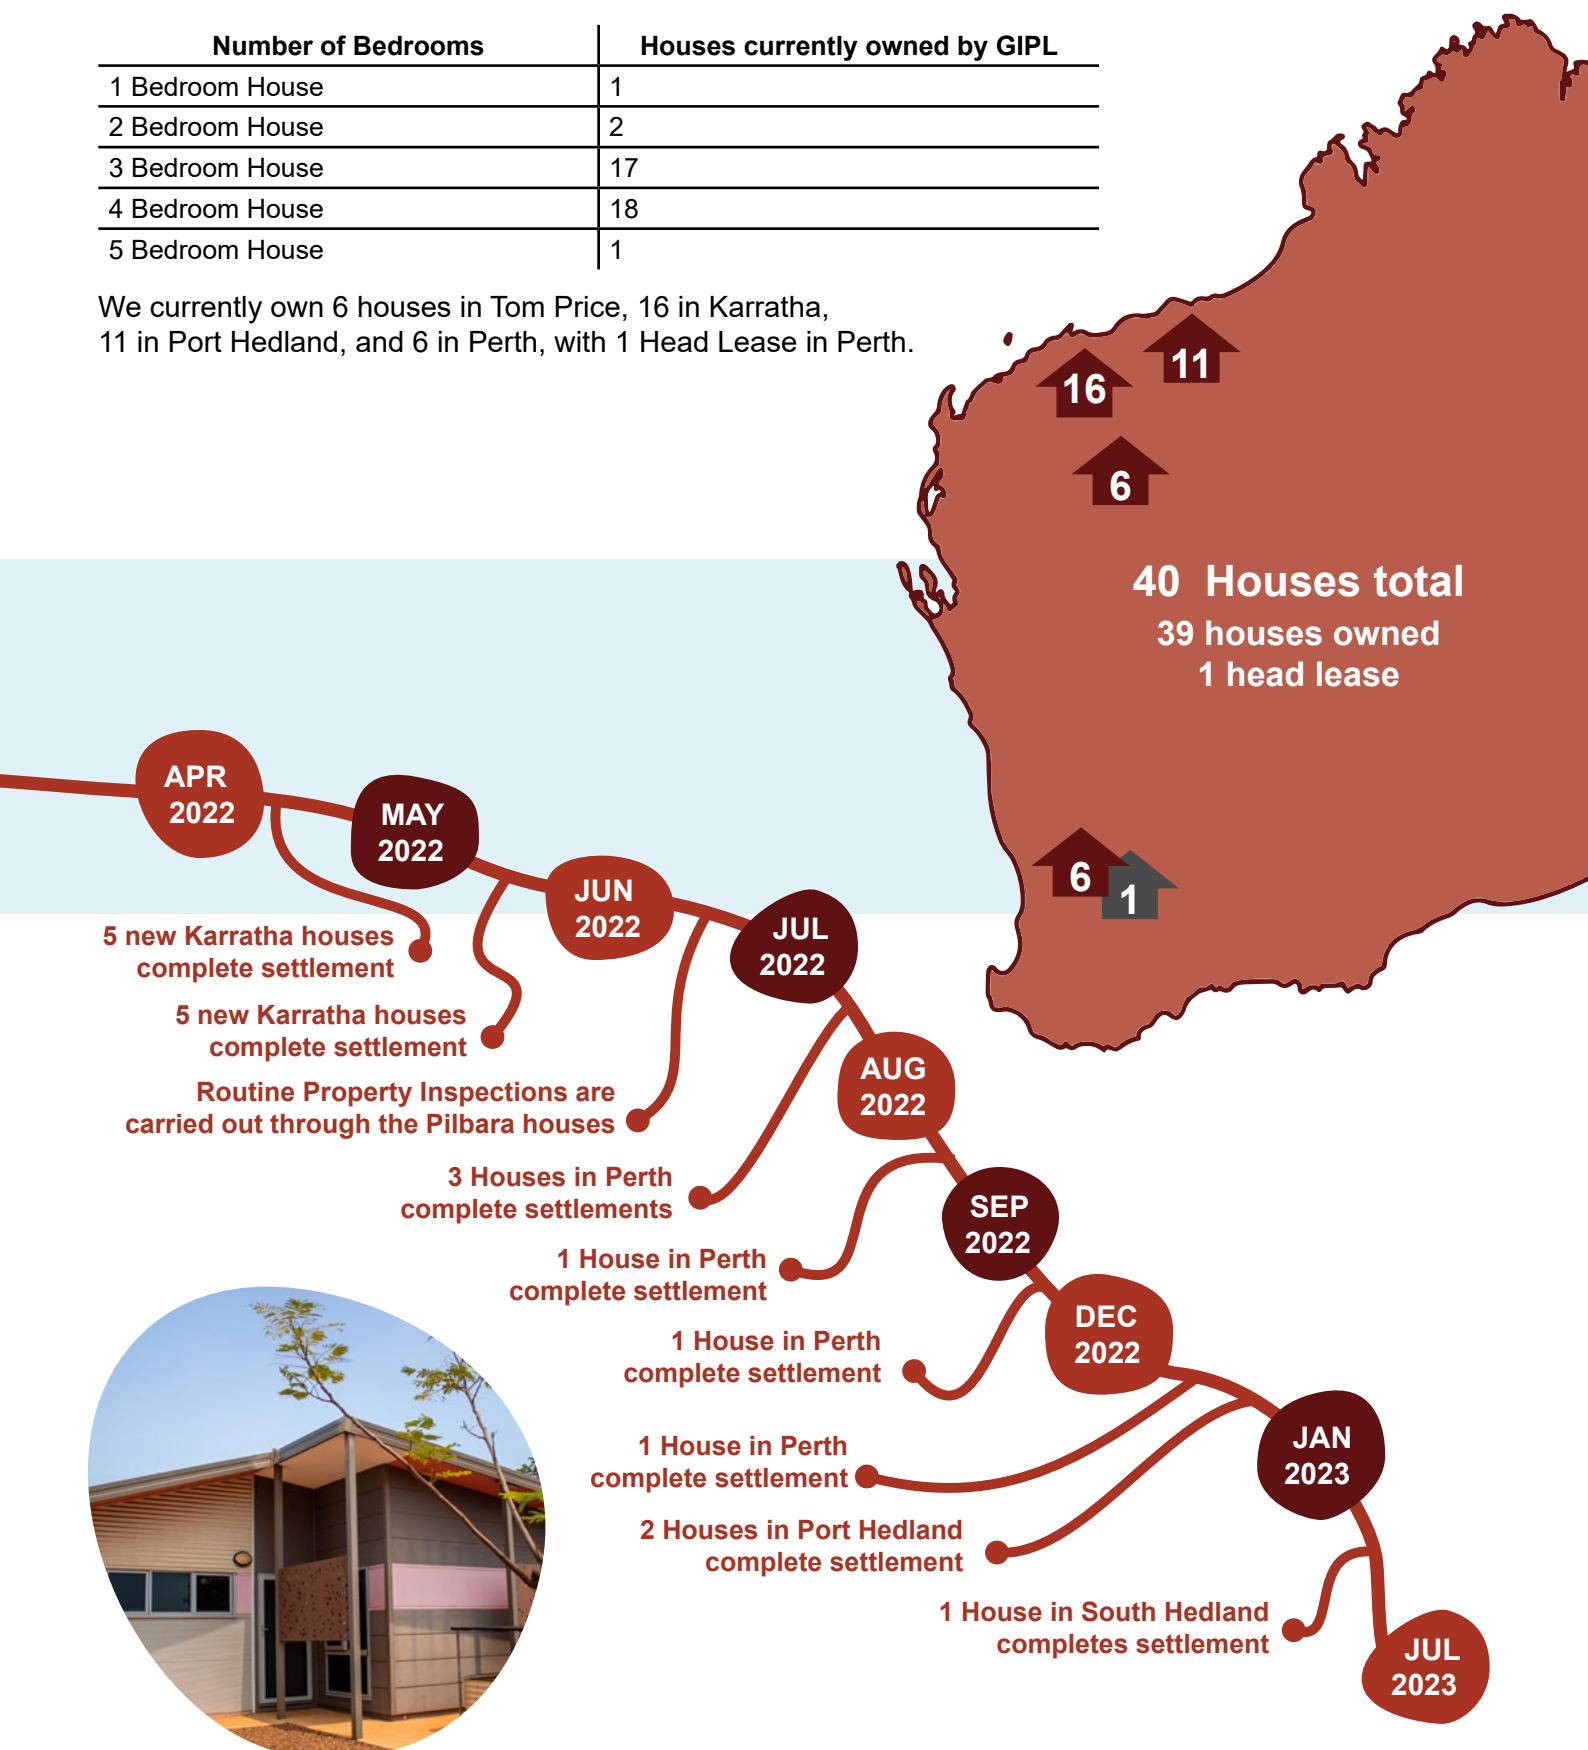 Number of Bedrooms Houses currently owned by GIPL
1 Bedroom House 1
2 Bedroom House 2
3 Bedroom House 17
4 Bedroom House 18
5 Bedroom House 1
We currently own 6 houses in Tom Price, 16 in Karratha,
11 in Port Hedland, and 6 in Perth, with 1 Head Lease in Perth.
11
16
6
40 Houses total
39 houses owned
1 head lease
6
1
APR
2022
MAY
2022
JUN
2022
JUL
2022
AUG
2022
SEP
2022
DEC
2022
JAN
2023
JUL
2023
5 new Karratha houses
complete settlement
5 new Karratha houses
complete settlement
Routine Property Inspections are
carried out through the Pilbara houses
3 Houses in Perth
complete settlements
1 House in Perth
complete settlement
1 House in Perth
complete settlement
1 House in Perth
complete settlement
2 Houses in Port Hedland
complete settlement
1 House in South Hedland
completes settlement